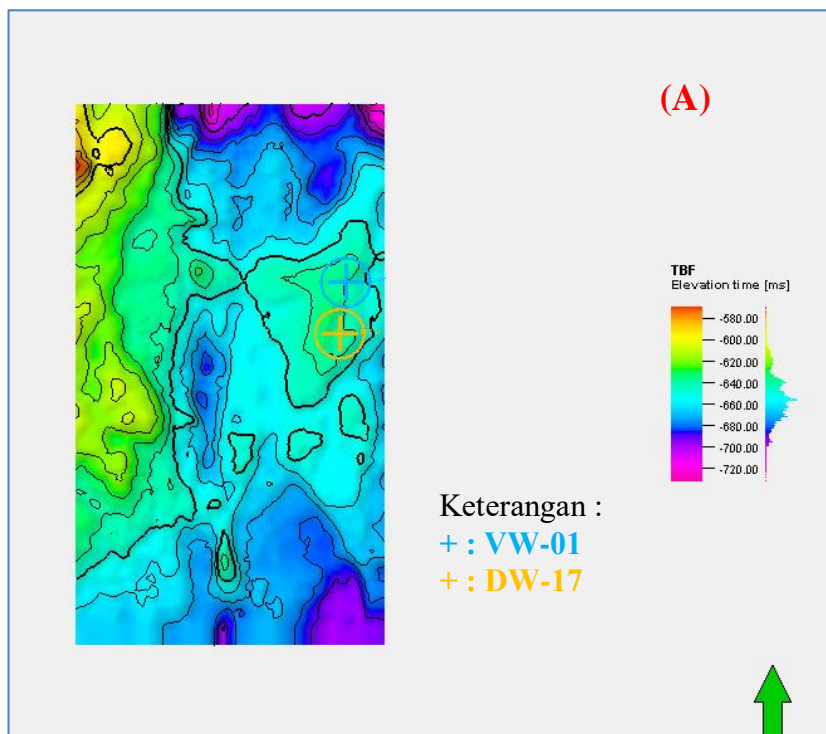 (A)
TBF
Elevation time [ms]
-580.00
-600.00
-620.00
-640.00
-660.00
-680.00
-700.00
-720.00
Keterangan :
+ : VW-01
+ : DW-17